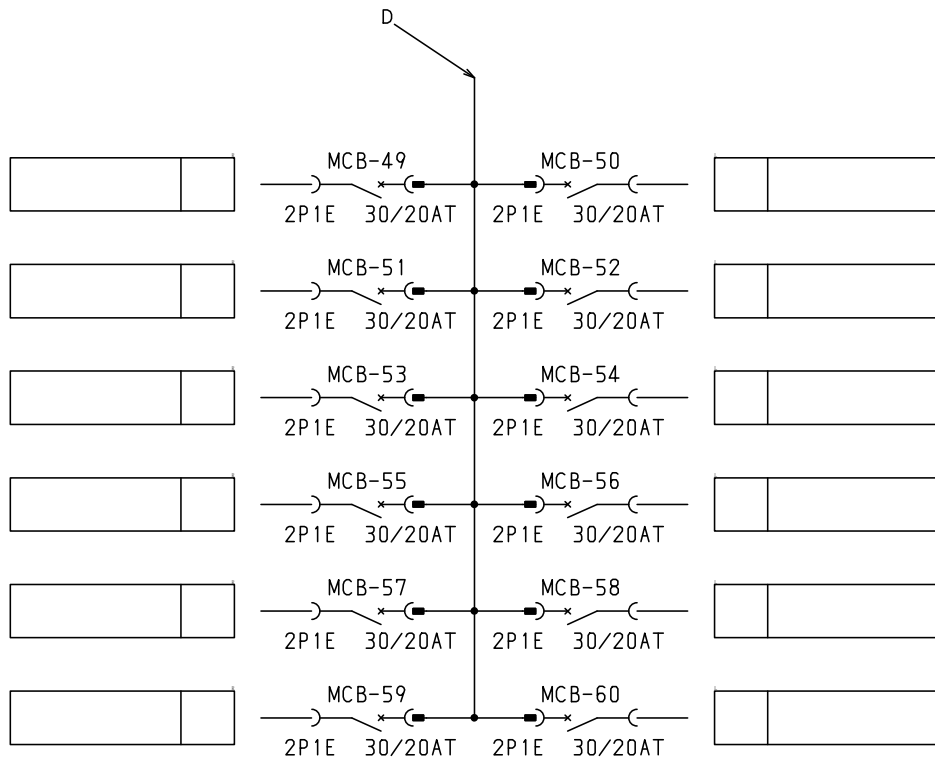 D
MCB-49 MCB-50
2P1E 30/20AT 2P1E 30/20AT
MCB-51 MCB-52
2P1E 30/20AT 2P1E 30/20AT
MCB-53 MCB-54
2P1E 30/20AT 2P1E 30/20AT
MCB-55 MCB-56
2P1E 30/20AT 2P1E 30/20AT
MCB-57 MCB-58
2P1E 30/20AT 2P1E 30/20AT
MCB-59 MCB-60
2P1E 30/20AT 2P1E 30/20AT